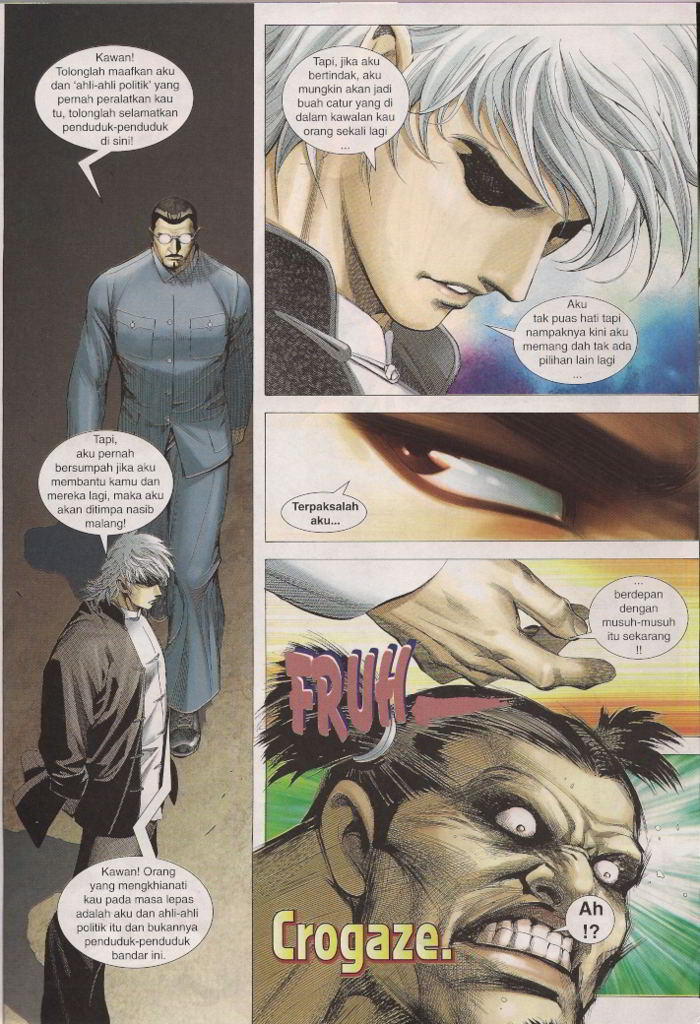 Kawan!
Tolonglah maafkan aku
dan 'ahli-ahli politik' yang
pernah peralatkan kau
tu, tolonglah selamatkan
penduduk-penduduk
di sini!
Tapi,
aku pernah
bersumpah jika aku
membantu kamu dan
mereka lagi, maka aku
akan ditimpa nasib
malang!
Kawan! Orang
yang mengkhianati
kau pada masa lepas
adalah aku dan ahli-ahli
politik itu dan bukannya
penduduk-penduduk
bandar ini.
Tapi, jika aku
bertindak, aku
mungkin akan jadi
buah catur yang di
dalam kawalan kau
orang sekali lagi
...
Aku
tak puas hati tapi
nampaknya kini aku
memang dah tak ada
pilihan lain lagi
...
Terpaksalah
aku...
...
berdepan
dengan
musuh-musuh
itu sekarang
!!
FRUH
Ah
!?
Crogaze.